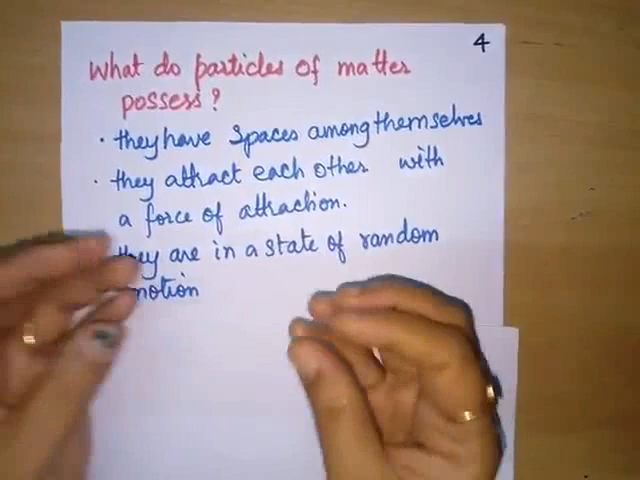 4
What do particles of matter
possess?
• they have spaces among themselves
• they attract each other with
a force of attraction.
they are in a state of random
motion